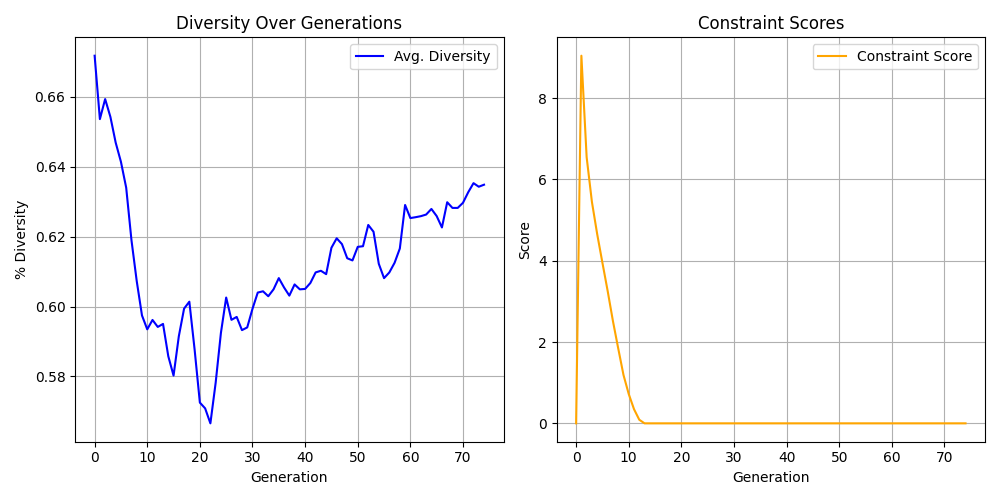 Diversity Over Generations
Avg. Diversity
0.66
0.64
0.62
0.60
0.58
% Diversity
0 10 20 30 40 50 60 70
Generation
Constraint Scores
Constraint Score
8
6
4
2
0
Score
0 10 20 30 40 50 60 70
Generation